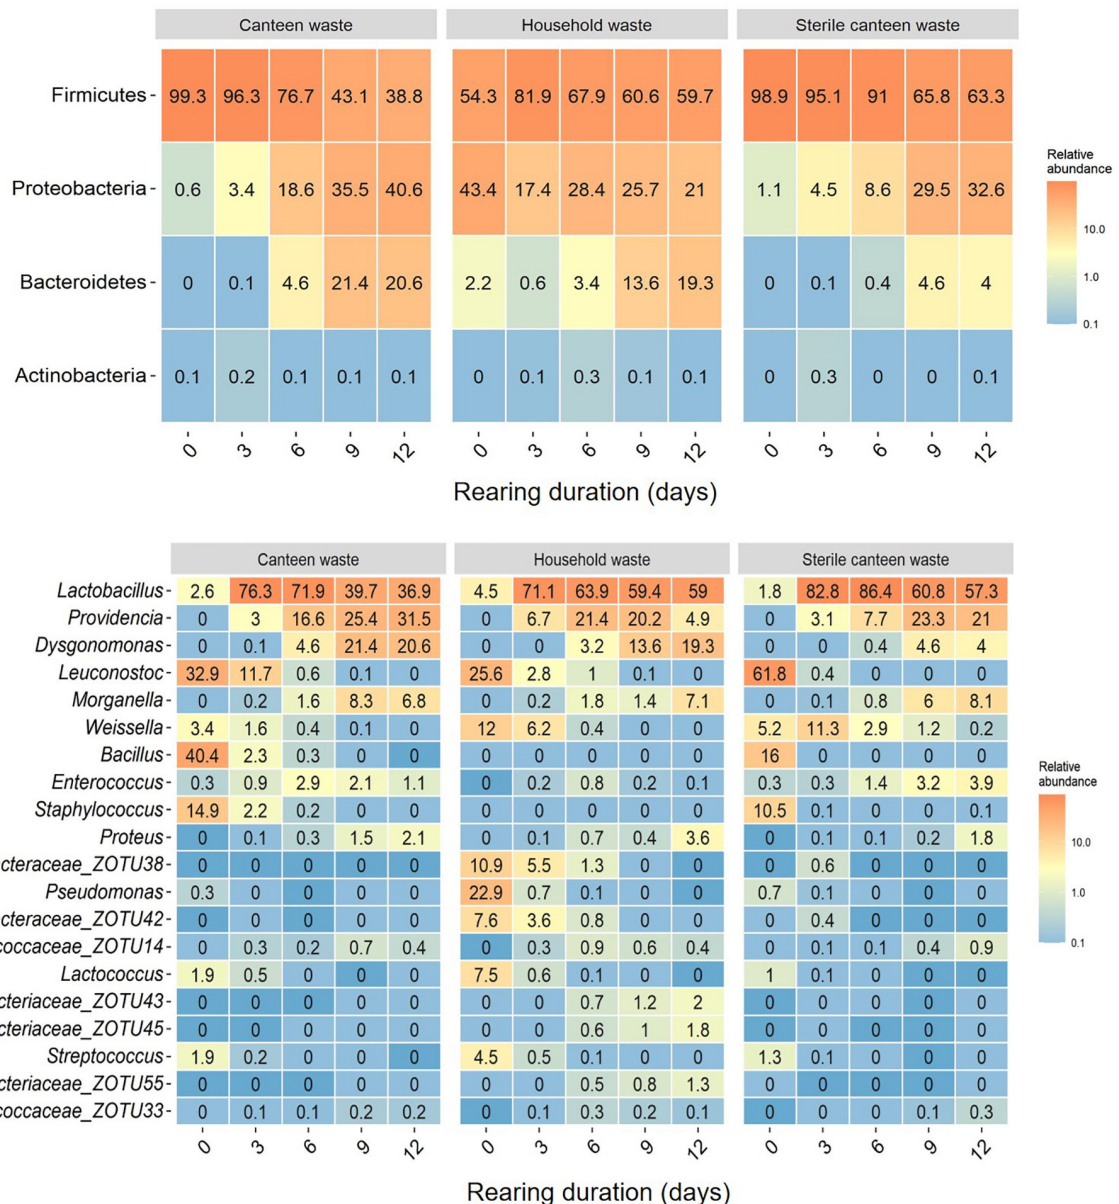 Canteen waste Household waste Sterile canteen waste
Firmicutes 99.3 96.3 76.7 43.1 38.8 54.3 81.9 67.9 60.6 59.7 98.9 95.1 91 65.8 63.3
Relative
abundance
Proteobacteria 0.6 3.4 18.6 35.5 40.6 43.4 17.4 28.4 25.7 21 1.1 4.5 8.6 29.5 32.6
10.0
Bacteroidetes 0 0.1 4.6 21.4 20.6 2.2 0.6 3.4 13.6 19.3 0 0.1 0.4 4.6 4
1.0
0.1
Actinobacteria 0.1 0.2 0.1 0.1 0.1 0 0.1 0.3 0.1 0.1 0 0.3 0 0 0.1
0 3 6 9 12 0 3 6 9 12 0 3 6 9 12
Rearing duration (days)
Canteen waste Household waste Sterile canteen waste
Lactobacillus 2.6 76.3 71.9 39.7 36.9 4.5 71.1 63.9 59.4 59 1.8 82.8 86.4 60.8 57.3
Providencia 0 3 16.6 25.4 31.5 0 6.7 21.4 20.2 4.9 0 3.1 7.7 23.3 21
Dysgonomonas 0 0.1 4.6 21.4 20.6 0 0 3.2 13.6 19.3 0 0 0.4 4.6 4
Leuconostoc 32.9 11.7 0.6 0.1 0 25.6 2.8 1 0.1 0 61.8 0.4 0 0 0
Morganella 0 0.2 1.6 8.3 6.8 0 0.2 1.8 1.4 7.1 0 0.1 0.8 6 8.1
Weissella 3.4 1.6 0.4 0.1 0 12 6.2 0.4 0 0 5.2 11.3 2.9 1.2 0.2
Bacillus 40.4 2.3 0.3 0 0 0 0 0 0 0 16 0 0 0 0
Relative
abundance
Enterococcus 0.3 0.9 2.9 2.1 1.1 0 0.2 0.8 0.2 0.1 0.3 0.3 1.4 3.2 3.9
Staphylococcus 14.9 2.2 0.2 0 0 0 0 0 0 0 10.5 0.1 0 0 0.1
Proteus 0 0.1 0.3 1.5 2.1 0 0.1 0.7 0.4 3.6 0 0.1 0.1 0.2 1.8
10.0
cteraceae_ZOTU38 0 0 0 0 0 10.9 5.5 1.3 0 0 0 0.6 0 0 0
Pseudomonas 0.3 0 0 0 0 22.9 0.7 0.1 0 0 0.7 0.1 0 0 0
1.0
cteraceae_ZOTU42 0 0 0 0 0 7.6 3.6 0.8 0 0 0 0.4 0 0 0
coccaceae_ZOTU14 0 0.3 0.2 0.7 0.4 0 0.3 0.9 0.6 0.4 0 0.1 0.1 0.4 0.9
0.1
Lactococcus 1.9 0.5 0 0 0 7.5 0.6 0.1 0 0 1 0.1 0 0 0
cteriaceae_ZOTU43 0 0 0 0 0 0 0 0.7 1.2 2 0 0 0 0 0
cteriaceae_ZOTU45 0 0 0 0 0 0 0 0.6 1 1.8 0 0 0 0 0
Streptococcus 1.9 0.2 0 0 0 4.5 0.5 0.1 0 0 1.3 0.1 0 0 0
cteriaceae_ZOTU55 0 0 0 0 0 0 0 0.5 0.8 1.3 0 0 0 0 0
coccaceae_ZOTU33 0 0.1 0.1 0.2 0.2 0 0.1 0.3 0.2 0.1 0 0 0 0.1 0.3
0 3 6 9 12 0 3 6 9 12 0 3 6 9 12
Rearing duration (days)